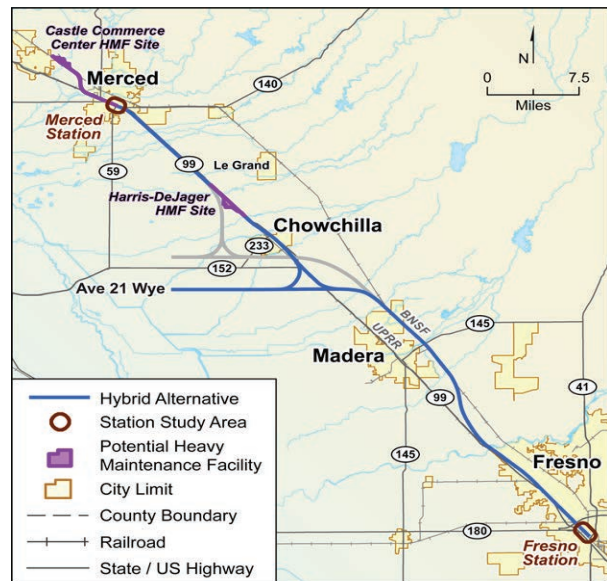 Castle Commerce
Center HMF Site
Merced
Merced
Station
140
N
0 7.5
Miles
59
99
Le Grand
Harris-DeJager
HMF Site
Chowchilla
233
152
Ave 21 Wye
BNSF
UPRR
145
Madera
99
41
145
Fresno
180
Fresno
Station
Hybrid Alternative
Station Study Area
Potential Heavy
Maintenance Facility
City Limit
County Boundary
Railroad
State / US Highway